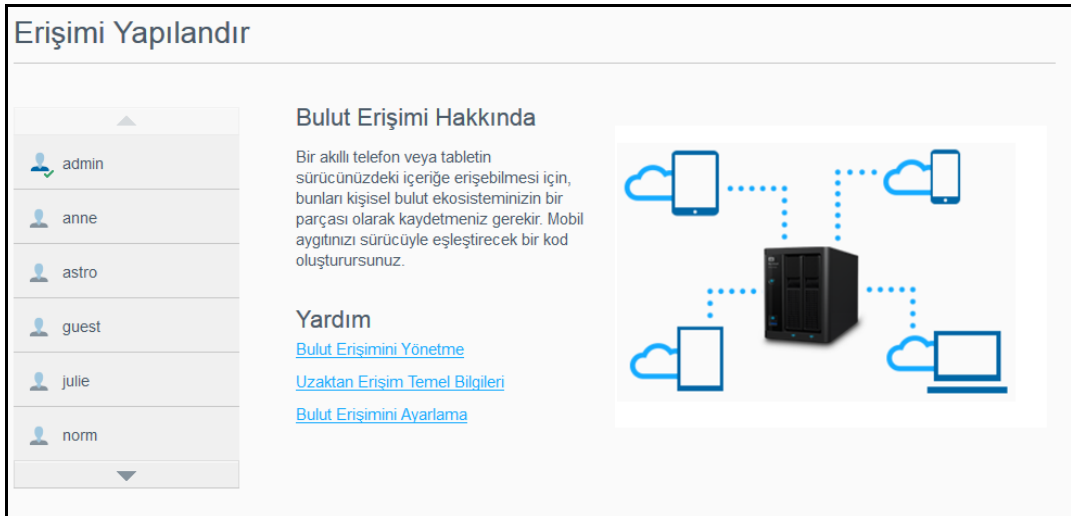 Erişimi Yapılandır
admin
anne
astro
guest
julie
norm
Bulut Erişimi Hakkında
Bir akıllı telefon veya tabletin
sürücünüzdeki içeriğe erişebilmesi için,
bunları kişisel bulut ekosisteminizin bir
parçası olarak kaydetmeniz gerekir. Mobil
aygıtınızı sürücüyle eşleştirecek bir kod
oluşturursunuz.
Yardım
Bulut Erişimini Yönetme
Uzaktan Erişim Temel Bilgileri
Bulut Erişimini Ayarlama